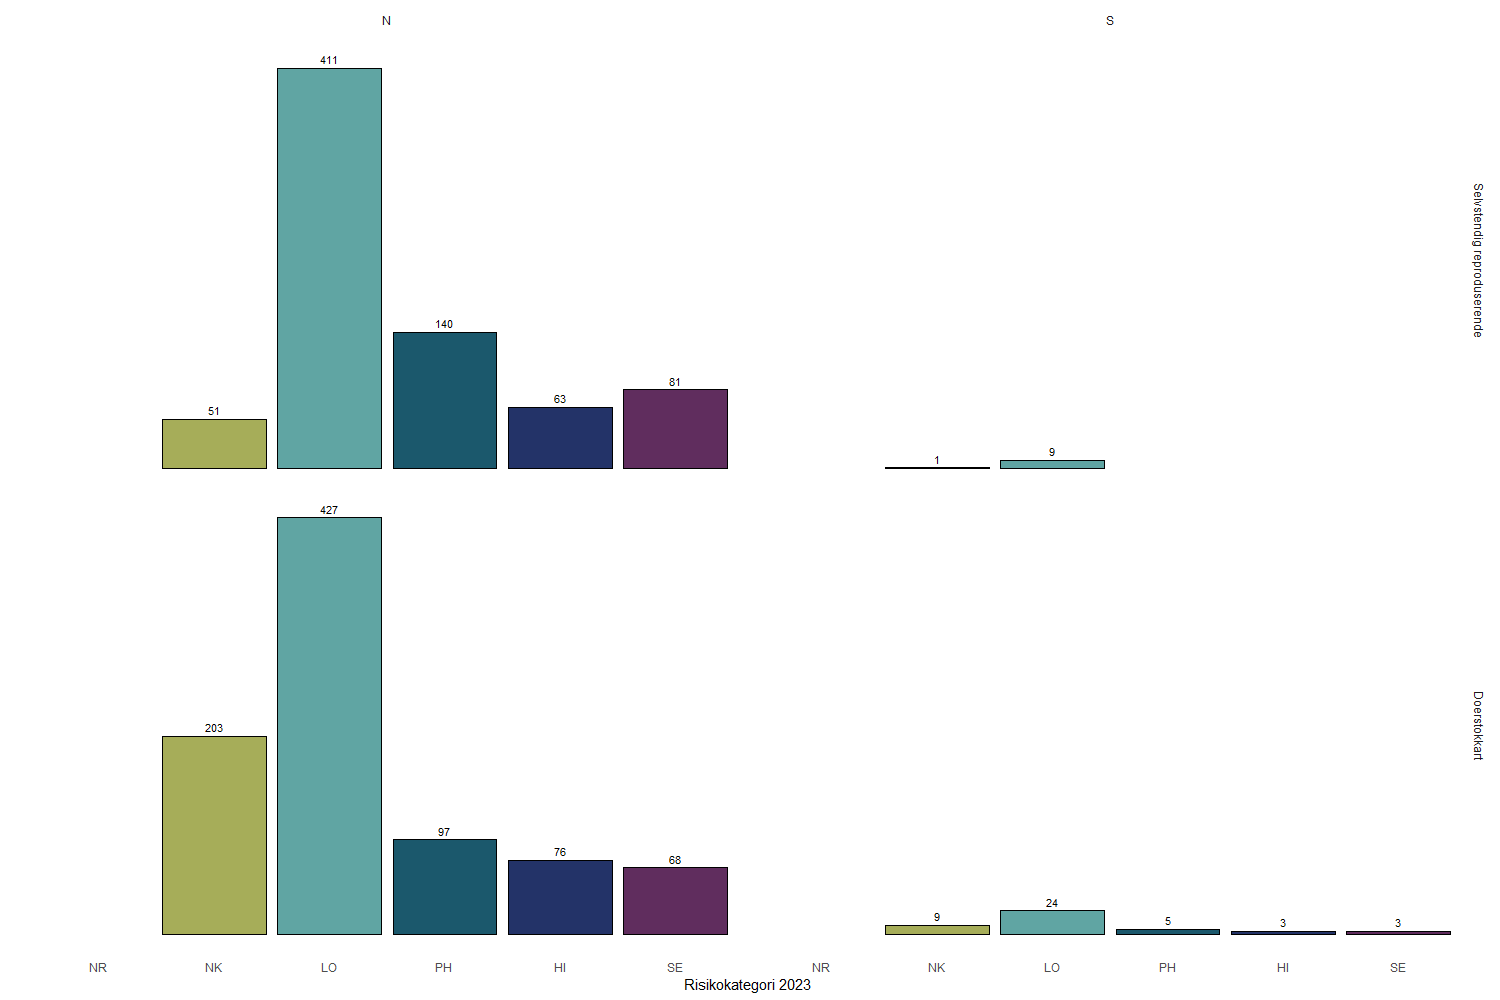 N
S
411
140
81
63
51
9
1
Selvstendig reproduserende
427
203
97
76
68
24
9
5
3
3
Doerstokkart
NR NK LO PH HI SE NR NK LO PH HI SE
Risikokategori 2023